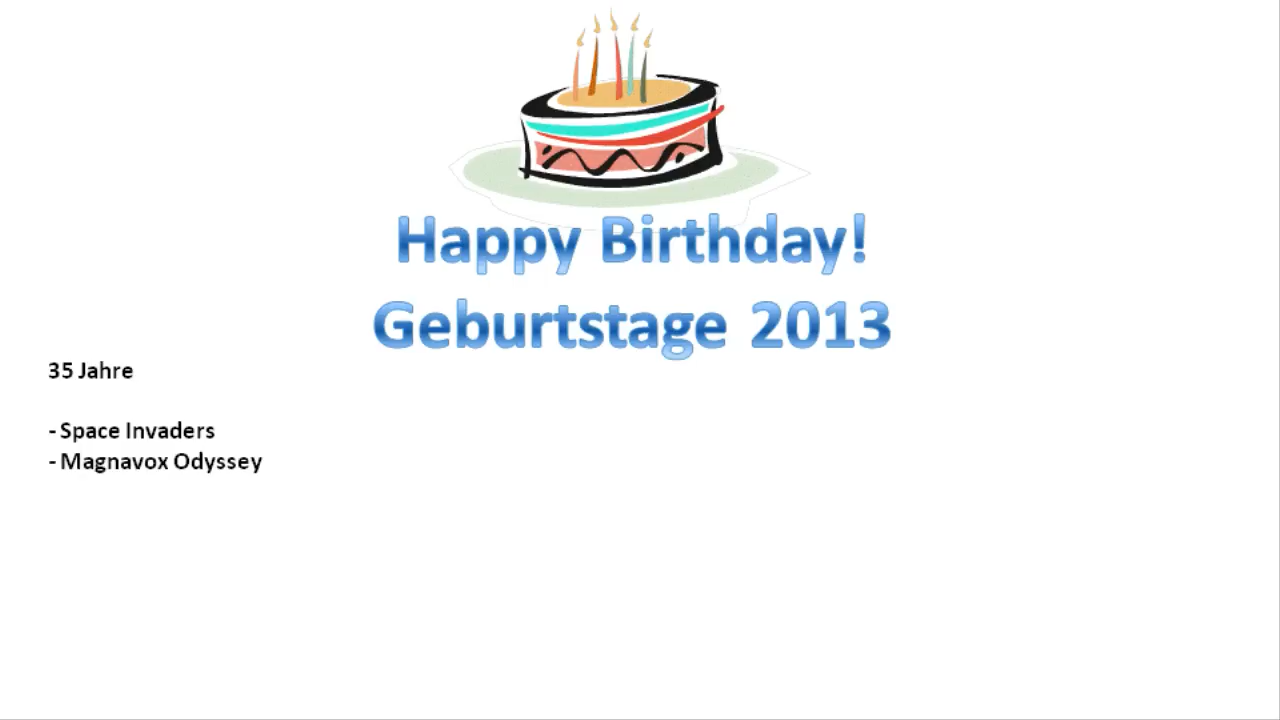 Happy Birthday!
Geburtstage 2013
35 Jahre
- Space Invaders
- Magnavox Odyssey